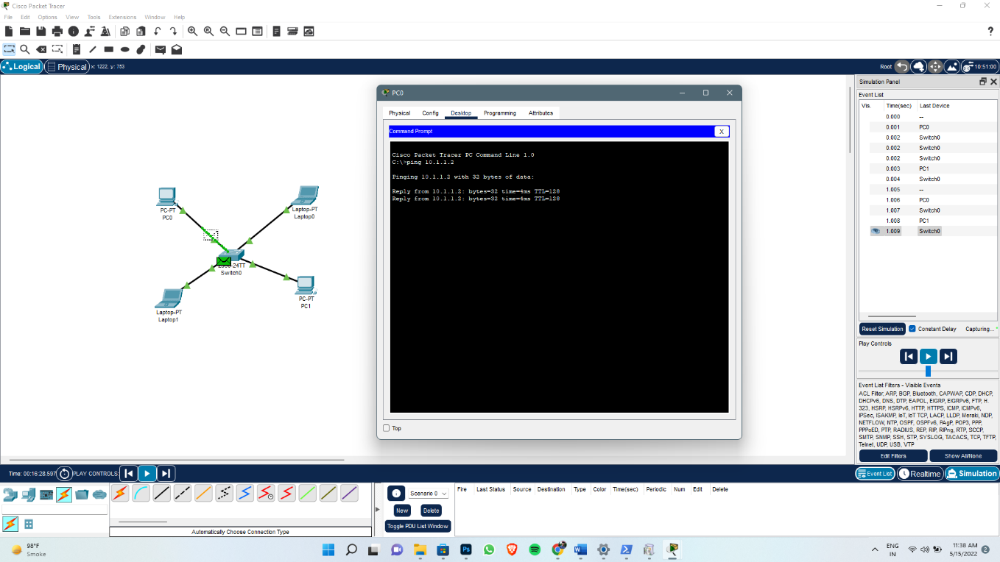 Cisco Packet Tracer
File Edit Options View Tools Extensions Window Help
?
Logical Physical x: 1222, y: 753
Root 10:51:00
PC0
Physical Config Desktop Programming Attributes
Command Prompt
X
Cisco Packet Tracer PC Command Line 1.0
C:\>ping 10.1.1.2
Pinging 10.1.1.2 with 32 bytes of data:
Reply from 10.1.1.2: bytes=32 time=4ms TTL=128
Reply from 10.1.1.2: bytes=32 time=4ms TTL=128
Top
PC-PT
PC0
Laptop-PT
Laptop0
Switch0
PC-PT
PC1
Laptop-PT
Laptop1
Simulation Panel
Event List
Vis. Time(sec) Last Device
0.000 --
0.001 PC0
0.002 Switch0
0.002 Switch0
0.002 Switch0
0.003 PC1
0.004 Switch0
1.005 --
1.006 PC0
1.007 Switch0
1.008 PC1
1.009 Switch0
Reset Simulation Constant Delay Capturing...
Play Controls
Event List Filters - Visible Events
ACL Filter, ARP, BGP, Bluetooth, CAPWAP, CDP, DHCP,
DHCPv6, DNS, DTP, EAPOL, EIGRP, EIGRPv6, FTP, H.
323, HSRP, HSRPv6, HTTP, HTTPS, ICMP, ICMPv6,
IPSec, ISAKMP, IoT, IoT TCP, LACP, LLDP, Meraki, NDP,
NETFLOW, NTP, OSPF, OSPFv6, PAgP, POP3, PPP,
PPPoED, PTP, RADIUS, REP, RIP, RIPng, RTP, SCCP,
SMTP, SNMP, SSH, STP, SYSLOG, TACACS, TCP, TFTP,
Telnet, UDP, USB, VTP
Edit Filters Show All/None
Time: 00:16:28.597 PLAY CONTROLS:
Event List Realtime Simulation
Automatically Choose Connection Type
Scenario 0
New Delete
Toggle PDU List Window
Fire Last Status Source Destination Type Color Time(sec) Periodic Num Edit Delete
98°F
Smoke
Ps
W
ENG
IN
11:38 AM
5/15/2022
2